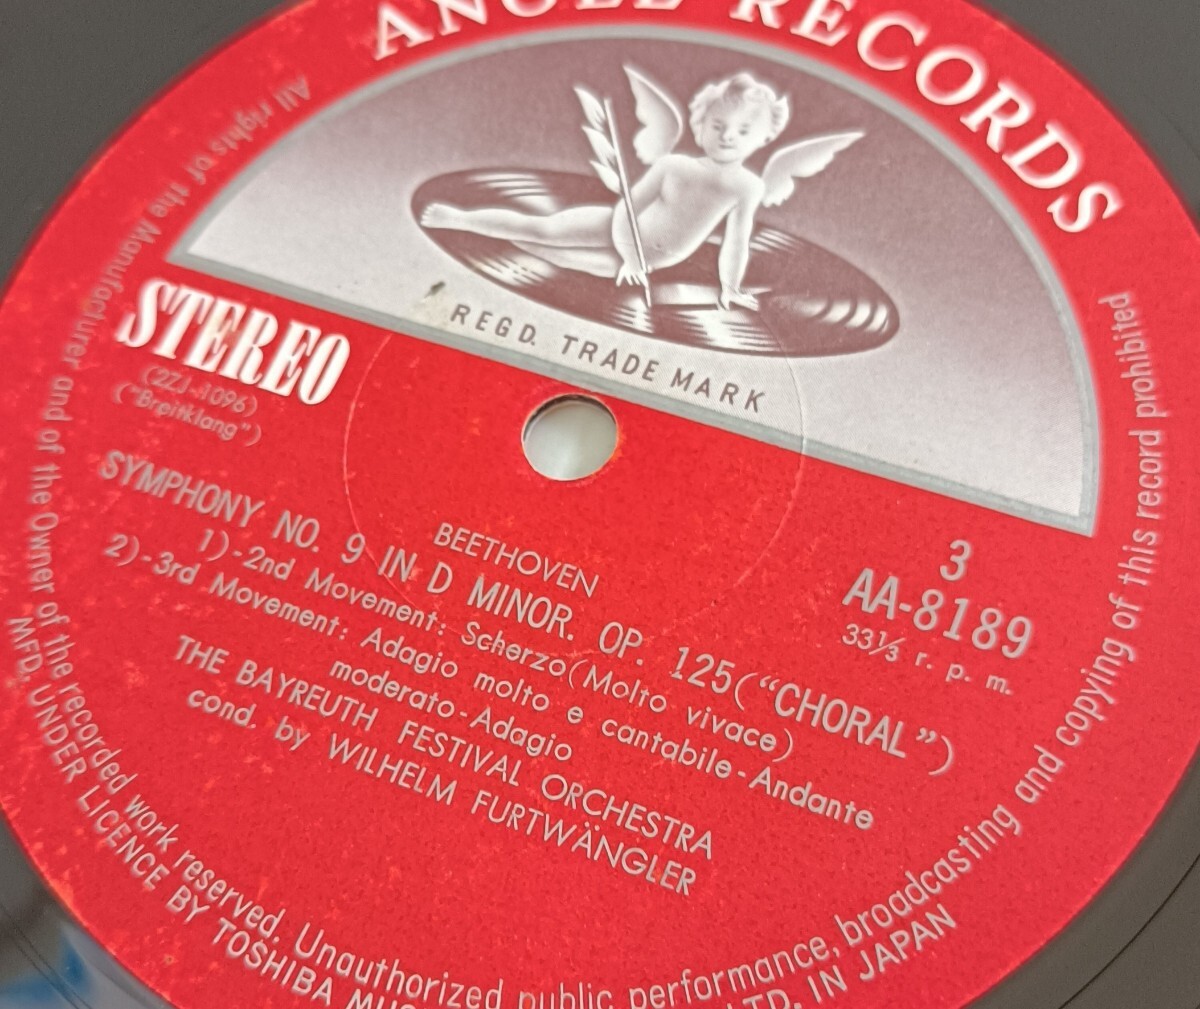 ANGEL RECORDS
REGD. TRADE MARK
STEREO
(2ZJ-1096)
("Breitklang")
3
AA-8189
33⅓ r. p. m.
BEETHOVEN
SYMPHONY NO. 9 IN D MINOR. OP. 125("CHORAL")
1)-2nd Movement: Scherzo(Molto vivace)
2)-3rd Movement: Adagio molto e cantabile-Andante
moderato-Adagio
THE BAYREUTH FESTIVAL ORCHESTRA
cond. by WILHELM FURTWÄNGLER
All rights of the Manufacturer and of the Owner of the recorded work reserved. Unauthorized public performance, broadcasting and copying of this record prohibited
MFD. UNDER LICENCE BY TOSHIBA LTD. IN JAPAN